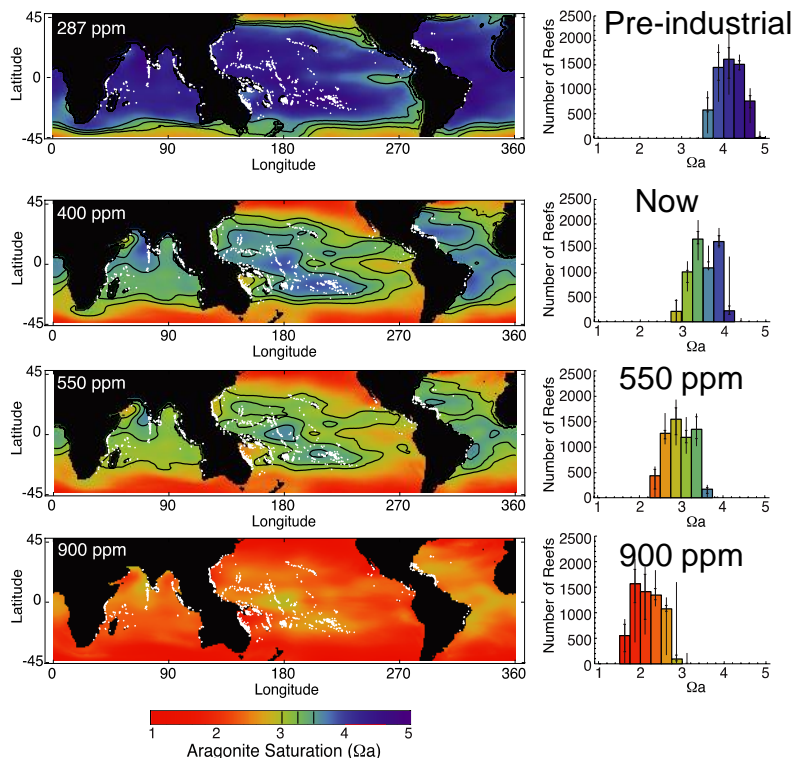 Pre-industrial
287 ppm
45
0
-45
Latitude
0 90 180 270 360
Longitude
Number of Reefs
2500
2000
1500
1000
500
0
1 2 3 4 5
Ωa
Now
400 ppm
45
0
-45
Latitude
0 90 180 270 360
Longitude
Number of Reefs
2500
2000
1500
1000
500
0
1 2 3 4 5
Ωa
550 ppm
550 ppm
45
0
-45
Latitude
0 90 180 270 360
Longitude
Number of Reefs
2500
2000
1500
1000
500
0
1 2 3 4 5
Ωa
900 ppm
900 ppm
45
0
-45
Latitude
0 90 180 270 360
Longitude
Number of Reefs
2500
2000
1500
1000
500
0
1 2 3 4 5
Ωa
1 2 3 4 5
Aragonite Saturation (Ωa)